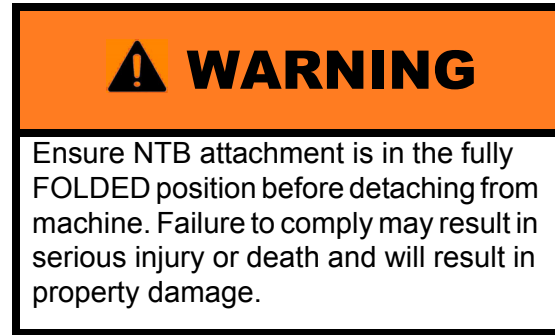 WARNING
Ensure NTB attachment is in the fully
FOLDED position before detaching from
machine. Failure to comply may result in
serious injury or death and will result in
property damage.